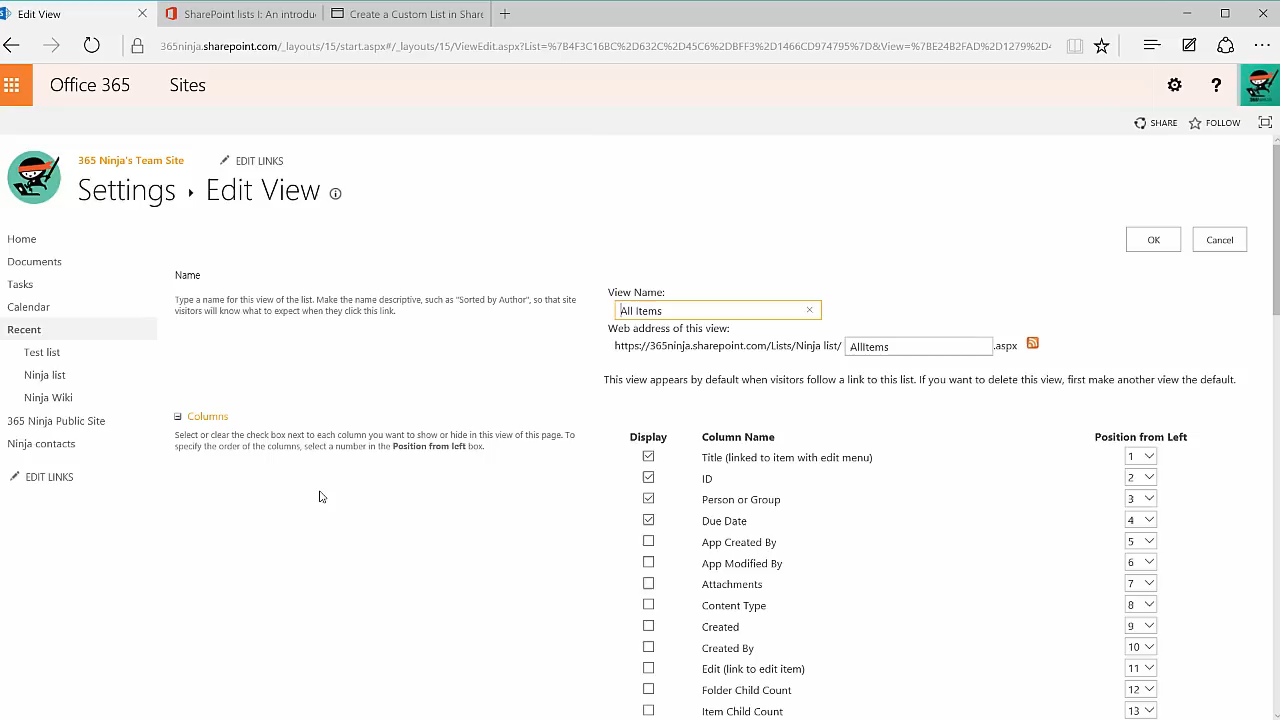 Edit View
SharePoint lists I: An introdu
Create a Custom List in Share
365ninja.sharepoint.com/_layouts/15/start.aspx#/_layouts/15/ViewEdit.aspx?List=%7B4F3C16BC%2D632C%2D45C6%2DBFF3%2D1466CD974795%7D&View=%7BE24B2FAD%2D1279%2D4
Office 365
Sites
SHARE
FOLLOW
365 Ninja's Team Site
EDIT LINKS
Settings ▸ Edit View
OK
Cancel
Home
Documents
Tasks
Calendar
Recent
Test list
Ninja list
Ninja Wiki
365 Ninja Public Site
Ninja contacts
EDIT LINKS
Name
Type a name for this view of the list. Make the name descriptive, such as "Sorted by Author", so that site
visitors will know what to expect when they click this link.
View Name:
All Items
Web address of this view:
https://365ninja.sharepoint.com/Lists/Ninja list/ AllItems .aspx
This view appears by default when visitors follow a link to this list. If you want to delete this view, first make another view the default.
Columns
Select or clear the check box next to each column you want to show or hide in this view of this page. To
specify the order of the columns, select a number in the Position from left box.
Display Column Name Position from Left
Title (linked to item with edit menu) 1
ID 2
Person or Group 3
Due Date 4
App Created By 5
App Modified By 6
Attachments 7
Content Type 8
Created 9
Created By 10
Edit (link to edit item) 11
Folder Child Count 12
Item Child Count 13